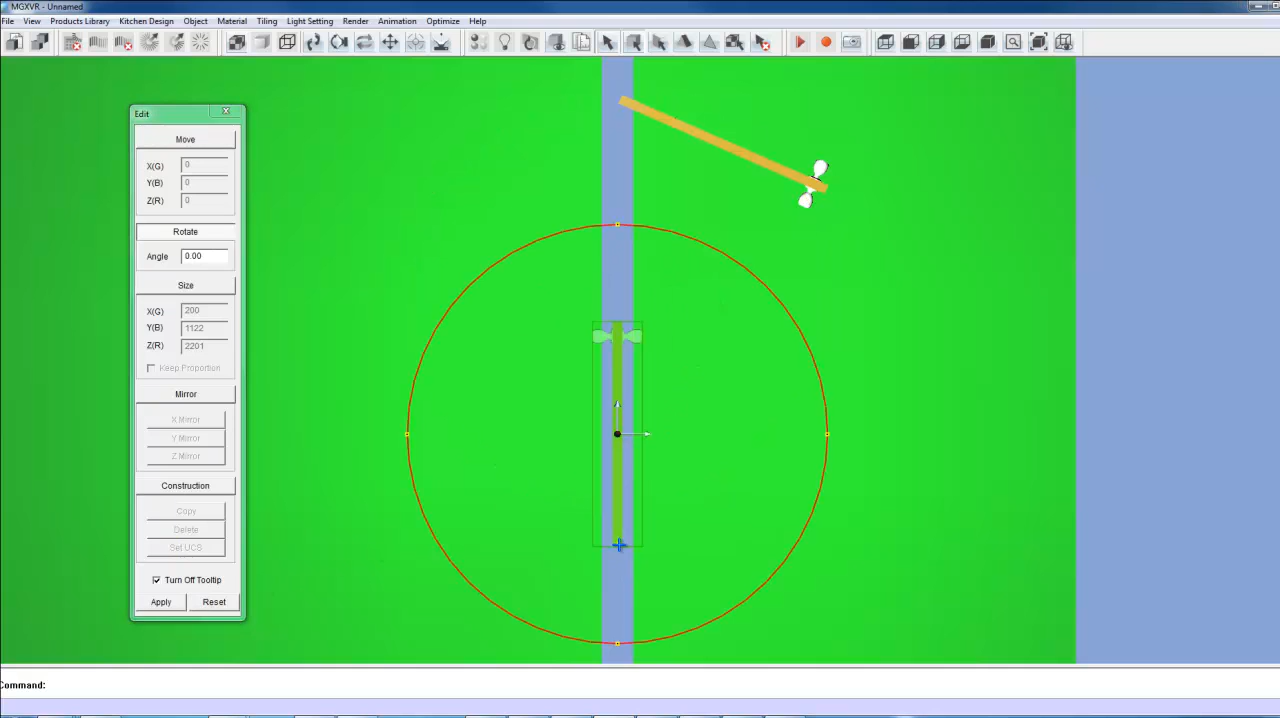 MGXVR - Unnamed
File View Products Library Kitchen Design Object Material Tiling Light Setting Render Animation Optimize Help
Edit
Move
X(G) 0
Y(B) 0
Z(R) 0
Rotate
Angle 0.00
Size
X(G) 200
Y(B) 1122
Z(R) 2201
Keep Proportion
Mirror
X Mirror
Y Mirror
Z Mirror
Construction
Copy
Delete
Set UCS
Turn Off Tooltip
Apply Reset
Command: